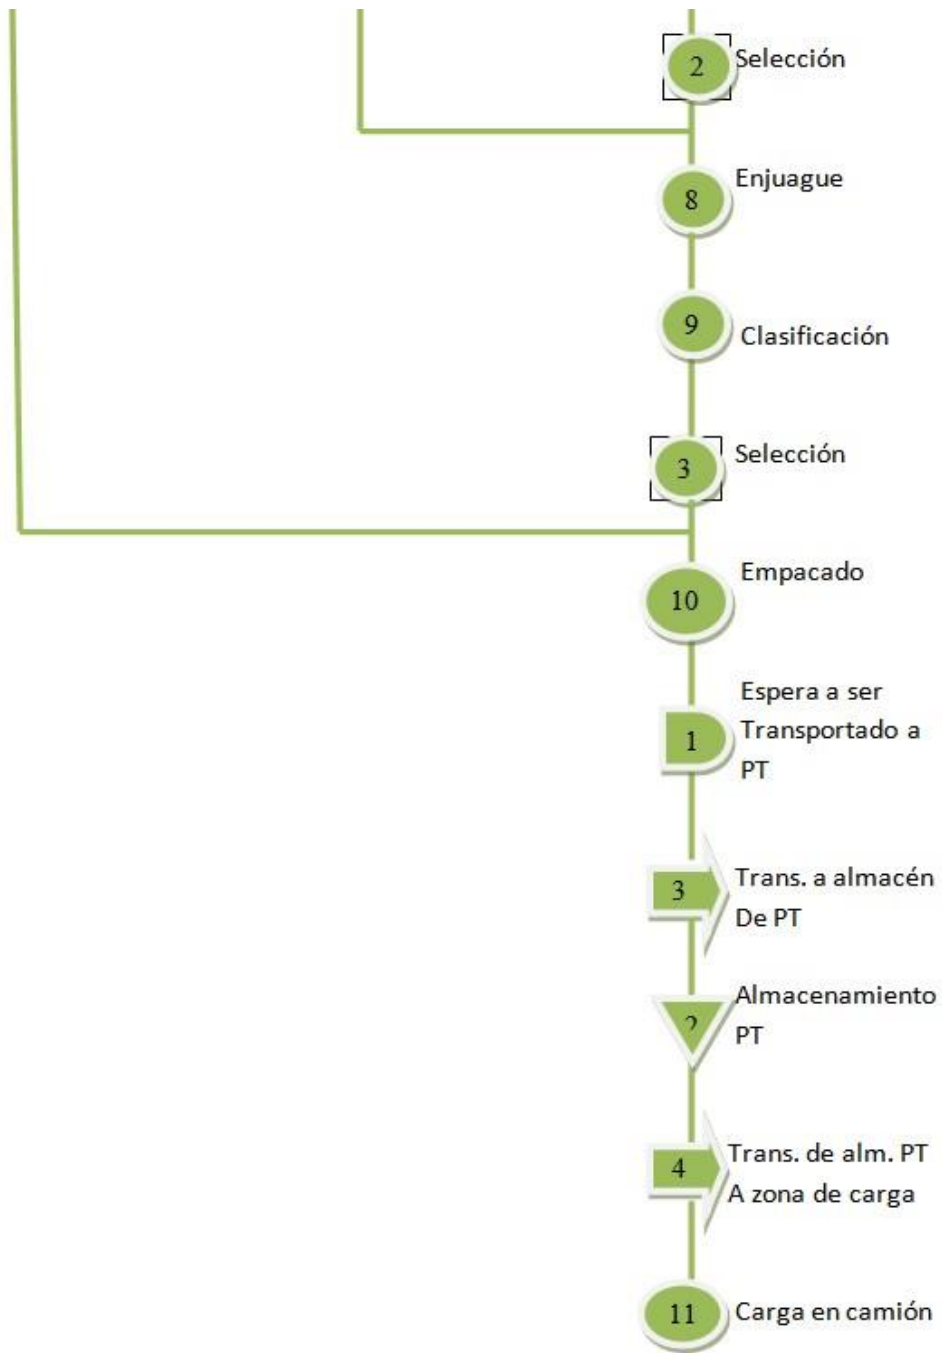 2 Selección
8 Enjuague
9 Clasificación
3 Selección
10 Empacado
Espera a ser
1 Transportado a
PT
3 Trans. a almacén
De PT
Almacenamiento
2 PT
4 Trans. de alm. PT
A zona de carga
11 Carga en camión